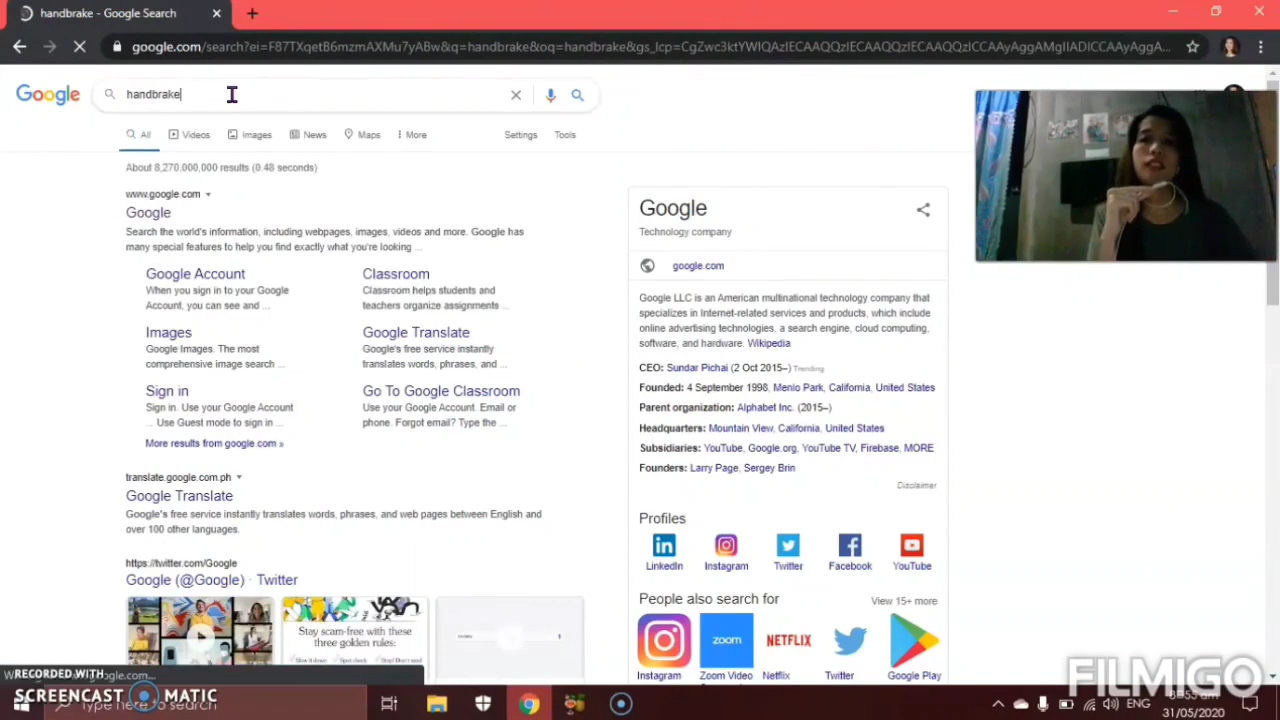 handbrake - Google Search
google.com/search?ei=F87TXqetB6mzmAXMu7yABw&q=handbrake&oq=handbrake&gs_lcp=CgZwc3ktYWIQAzIECAAQQzIECAAQQzICCAAyAggAMgIIADICCAAyAggAMgIIADICCAAyAggA...
Google
handbrake
All
Videos
Images
News
Maps
More
Settings
Tools
About 8,270,000,000 results (0.48 seconds)
www.google.com
Google
Search the world's information, including webpages, images, videos and more. Google has
many special features to help you find exactly what you're looking ...
Google Account
When you sign in to your Google
Account, you can see and ...
Classroom
Classroom helps students and
teachers organize assignments ...
Images
Google Images. The most
comprehensive image search ...
Google Translate
Google's free service instantly
translates words, phrases, and ...
Sign in
Sign in. Use your Google Account.
... Use Guest mode to sign in ...
Go To Google Classroom
Use your Google Account. Email or
phone. Forgot email? Type the ...
More results from google.com »
translate.google.com.ph
Google Translate
Google's free service instantly translates words, phrases, and web pages between English and
over 100 other languages.
https://twitter.com/Google
Google (@Google) · Twitter
Stay scam-free with these
three golden rules:
Google
Technology company
google.com
Google LLC is an American multinational technology company that
specializes in Internet-related services and products, which include
online advertising technologies, a search engine, cloud computing,
software, and hardware. Wikipedia
CEO: Sundar Pichai (2 Oct 2015–) Trending
Founded: 4 September 1998, Menlo Park, California, United States
Parent organization: Alphabet Inc. (2015–)
Headquarters: Mountain View, California, United States
Subsidiaries: YouTube, Google.org, YouTube TV, Firebase, MORE
Founders: Larry Page, Sergey Brin
Disclaimer
Profiles
LinkedIn
Instagram
Twitter
Facebook
YouTube
People also search for
View 15+ more
zoom
NETFLIX
Instagram
Zoom Video
Netflix
Twitter
Google Play
RECORDED WITH
SCREENCAST MATIC
Type here to search
ENG
31/05/2020
FILMIGO